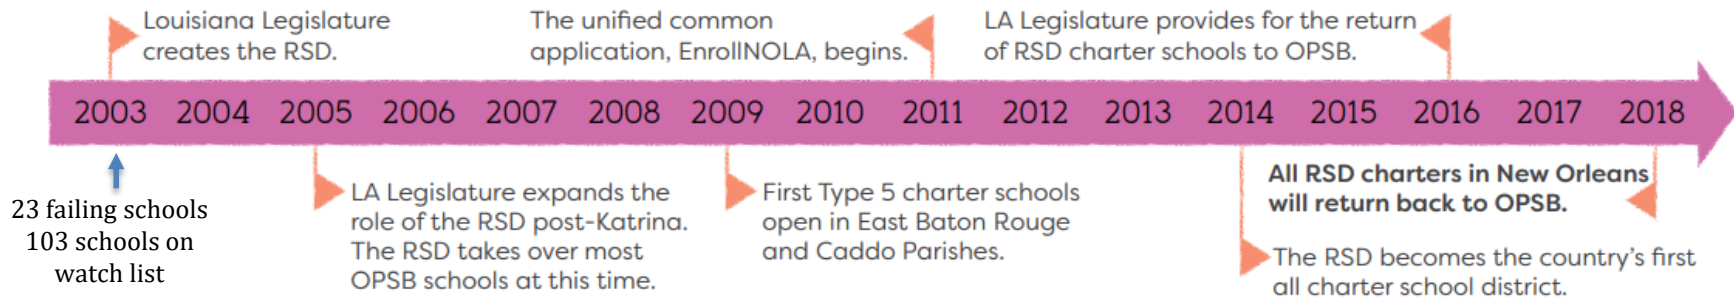 Louisiana Legislature
creates the RSD.
The unified common
application, EnrollNOLA, begins.
LA Legislature provides for the return
of RSD charter schools to OPSB.
2003 2004 2005 2006 2007 2008 2009 2010 2011 2012 2013 2014 2015 2016 2017 2018
23 failing schools
103 schools on
watch list
LA Legislature expands the
role of the RSD post-Katrina.
The RSD takes over most
OPSB schools at this time.
First Type 5 charter schools
open in East Baton Rouge
and Caddo Parishes.
All RSD charters in New Orleans
will return back to OPSB.
The RSD becomes the country's first
all charter school district.